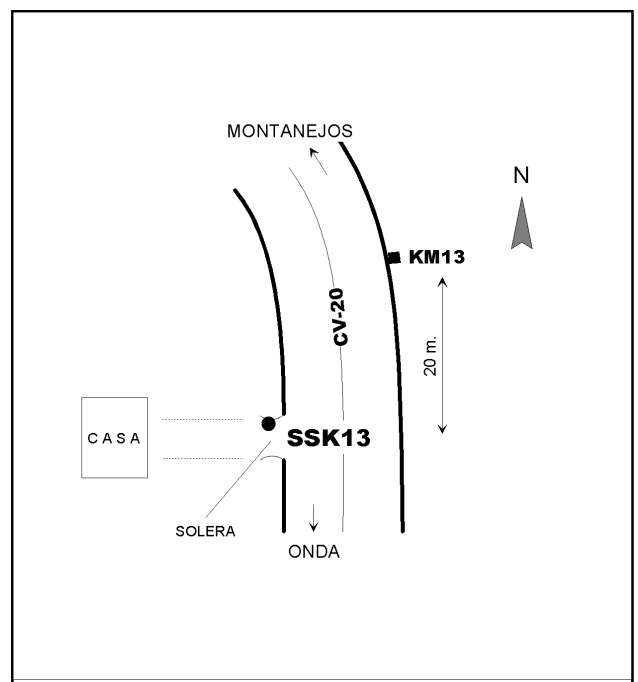 MONTANEJOS
N
KM13
CV-20
20 m.
CASA
SSK13
SOLERA
ONDA